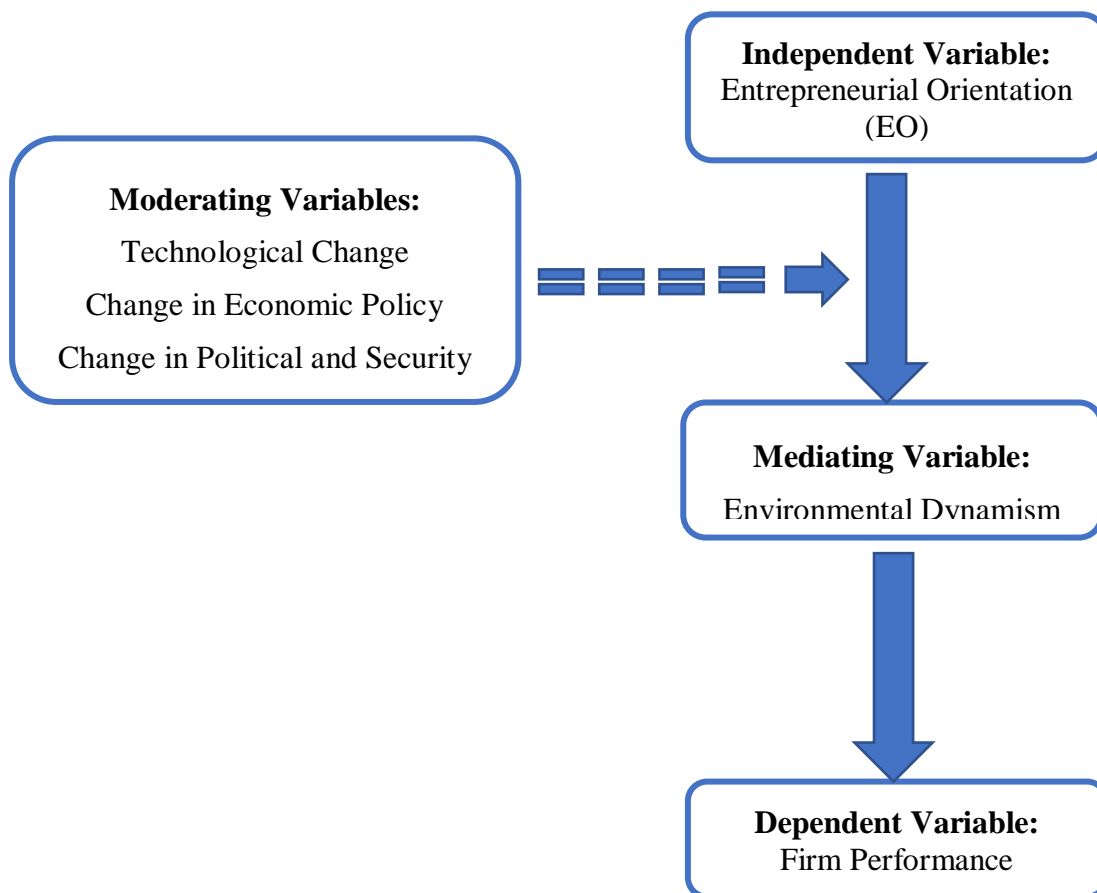 Independent Variable:
Entrepreneurial Orientation
(EO)
Moderating Variables:
Technological Change
Change in Economic Policy
Change in Political and Security
Mediating Variable:
Environmental Dynamism
Dependent Variable:
Firm Performance